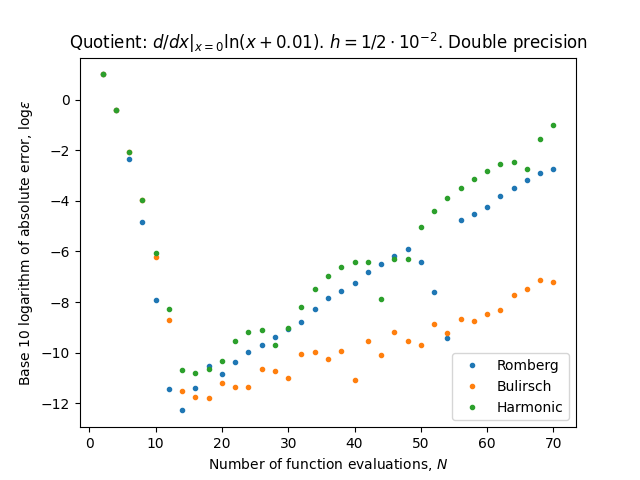 Quotient: d/dx|ₓ₌₀ln(x + 0.01). h = 1/2 · 10⁻². Double precision
Base 10 logarithm of absolute error, logε
0
−2
−4
−6
−8
−10
−12
0 10 20 30 40 50 60 70
Number of function evaluations, N
Romberg
Bulirsch
Harmonic